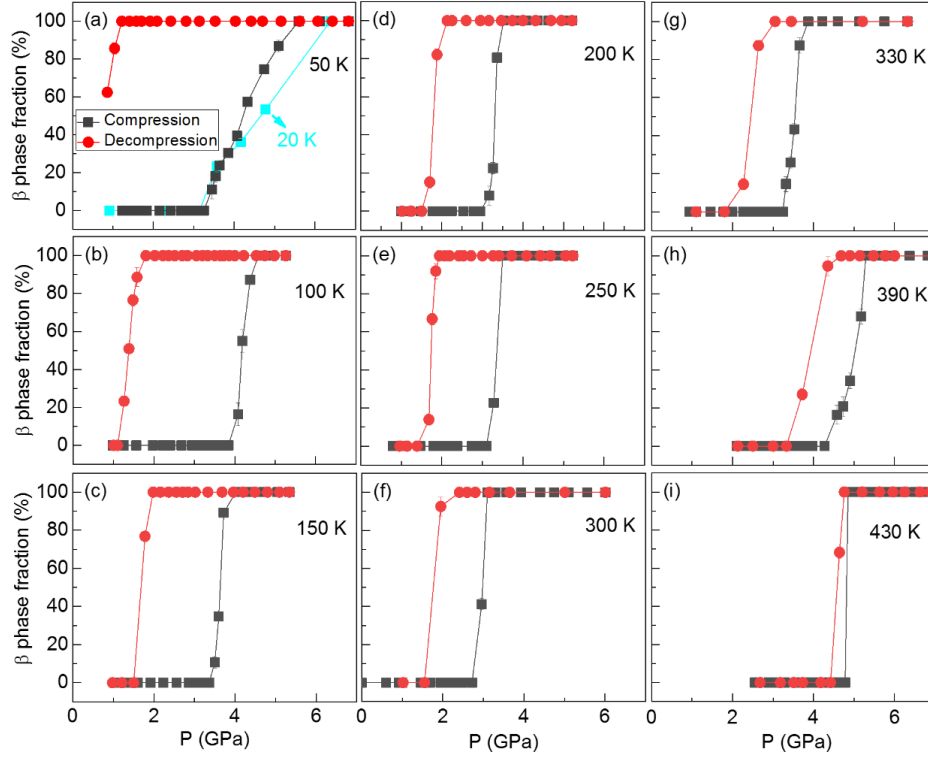 (a)
50 K
Compression
Decompression
20 K
β phase fraction (%)
100
80
60
40
20
0
(d)
200 K
(g)
330 K
(b)
100 K
β phase fraction (%)
100
80
60
40
20
0
(e)
250 K
(h)
390 K
(c)
150 K
β phase fraction (%)
100
80
60
40
20
0
(f)
300 K
(i)
430 K
0 2 4 6
P (GPa)
0 2 4 6
P (GPa)
0 2 4 6
P (GPa)